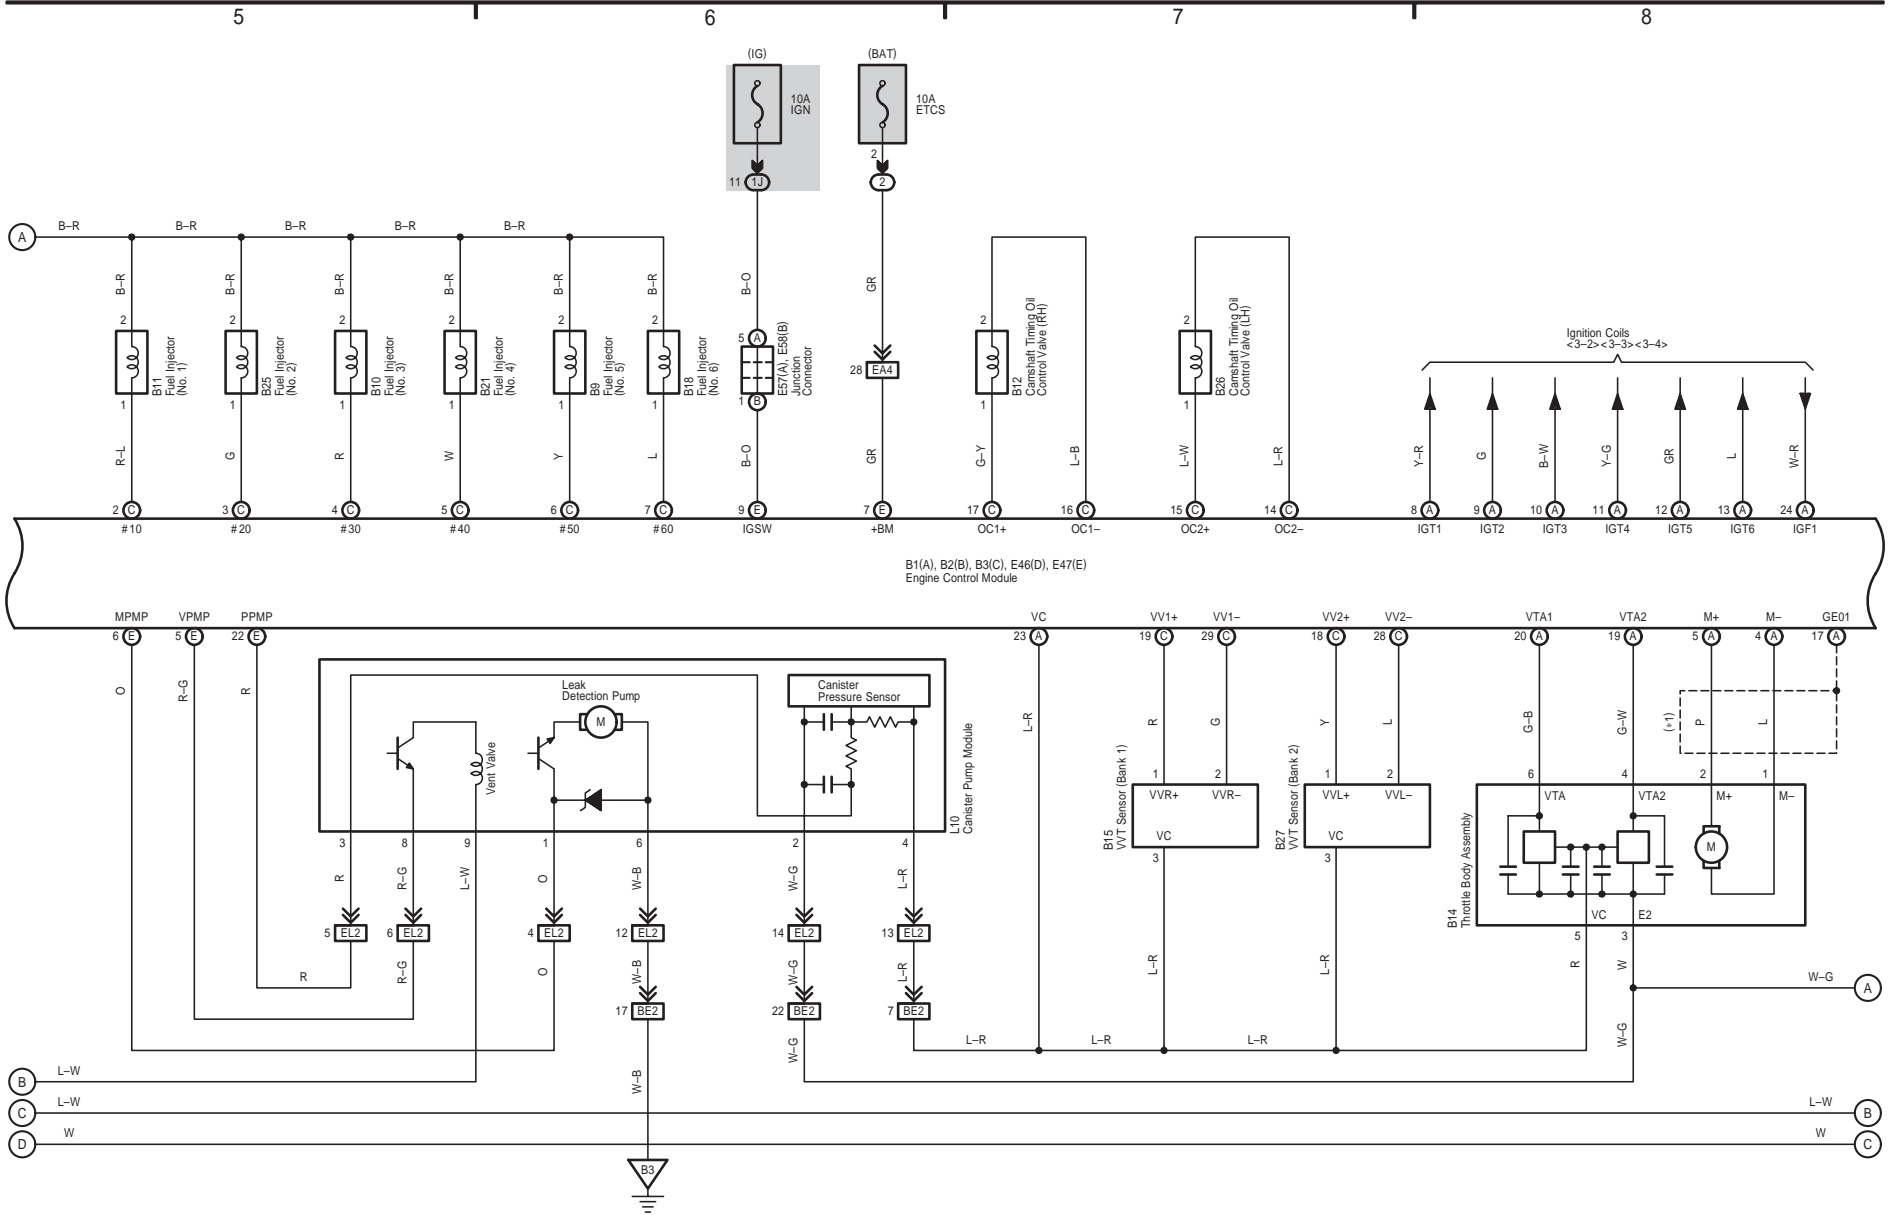 5
6
7
8
(IG)
(BAT)
10A
IGN
10A
ETCS
2
11
1J
2
A
B–R
B–R
B–R
B–R
B–R
B–R
B–R
B–R
B–R
B–R
B–R
B–O
GR
2
2
2
2
2
2
5
A
2
2
B11
Fuel Injector
(No. 1)
B25
Fuel Injector
(No. 2)
B10
Fuel Injector
(No. 3)
B21
Fuel Injector
(No. 4)
B9
Fuel Injector
(No. 5)
B18
Fuel Injector
(No. 6)
E57(A), E58(B)
Junction
Connector
28
EA4
B12
Camshaft Timing Oil
Control Valve (RH)
B26
Camshaft Timing Oil
Control Valve (LH)
Ignition Coils
<3–2><3–3><3–4>
1
1
1
1
1
1
1
B
1
1
R–L
G
R
W
Y
L
B–O
GR
G–Y
L–B
L–W
L–R
Y–R
G
B–W
Y–G
GR
L
W–R
2 C
3 C
4 C
5 C
6 C
7 C
9 E
7 E
17 C
16 C
15 C
14 C
8 A
9 A
10 A
11 A
12 A
13 A
24 A
#10
#20
#30
#40
#50
#60
IGSW
+BM
OC1+
OC1–
OC2+
OC2–
IGT1
IGT2
IGT3
IGT4
IGT5
IGT6
IGF1
B1(A), B2(B), B3(C), E46(D), E47(E)
Engine Control Module
MPMP
VPMP
PPMP
VC
VV1+
VV1–
VV2+
VV2–
VTA1
VTA2
M+
M–
GE01
6 E
5 E
22 E
23 A
19 C
29 C
18 C
28 C
20 A
19 A
5 A
4 A
17 A
O
R–G
R
Leak
Detection Pump
M
Canister
Pressure Sensor
Vent Valve
L10
Canister Pump Module
L–R
R
G
Y
L
G–B
G–W
(*1)
P
L
1
2
1
2
6
4
2
1
VVR+
VVR–
VC
B15
VVT Sensor (Bank 1)
VVL+
VVL–
VC
B27
VVT Sensor (Bank 2)
VTA
VTA2
M+
M–
M
VC
E2
B14
Throttle Body Assembly
3
8
9
1
6
2
4
3
3
5
3
R
R–G
L–W
O
W–B
W–G
L–R
5 EL2
6 EL2
4 EL2
12 EL2
14 EL2
13 EL2
R
R–G
O
W–B
W–G
L–R
L–R
L–R
R
W
W–G
A
17 BE2
22 BE2
7 BE2
W–G
L–R
L–R
L–R
W–G
B
L–W
W–B
C
L–W
L–W
B
D
W
W
C
B3